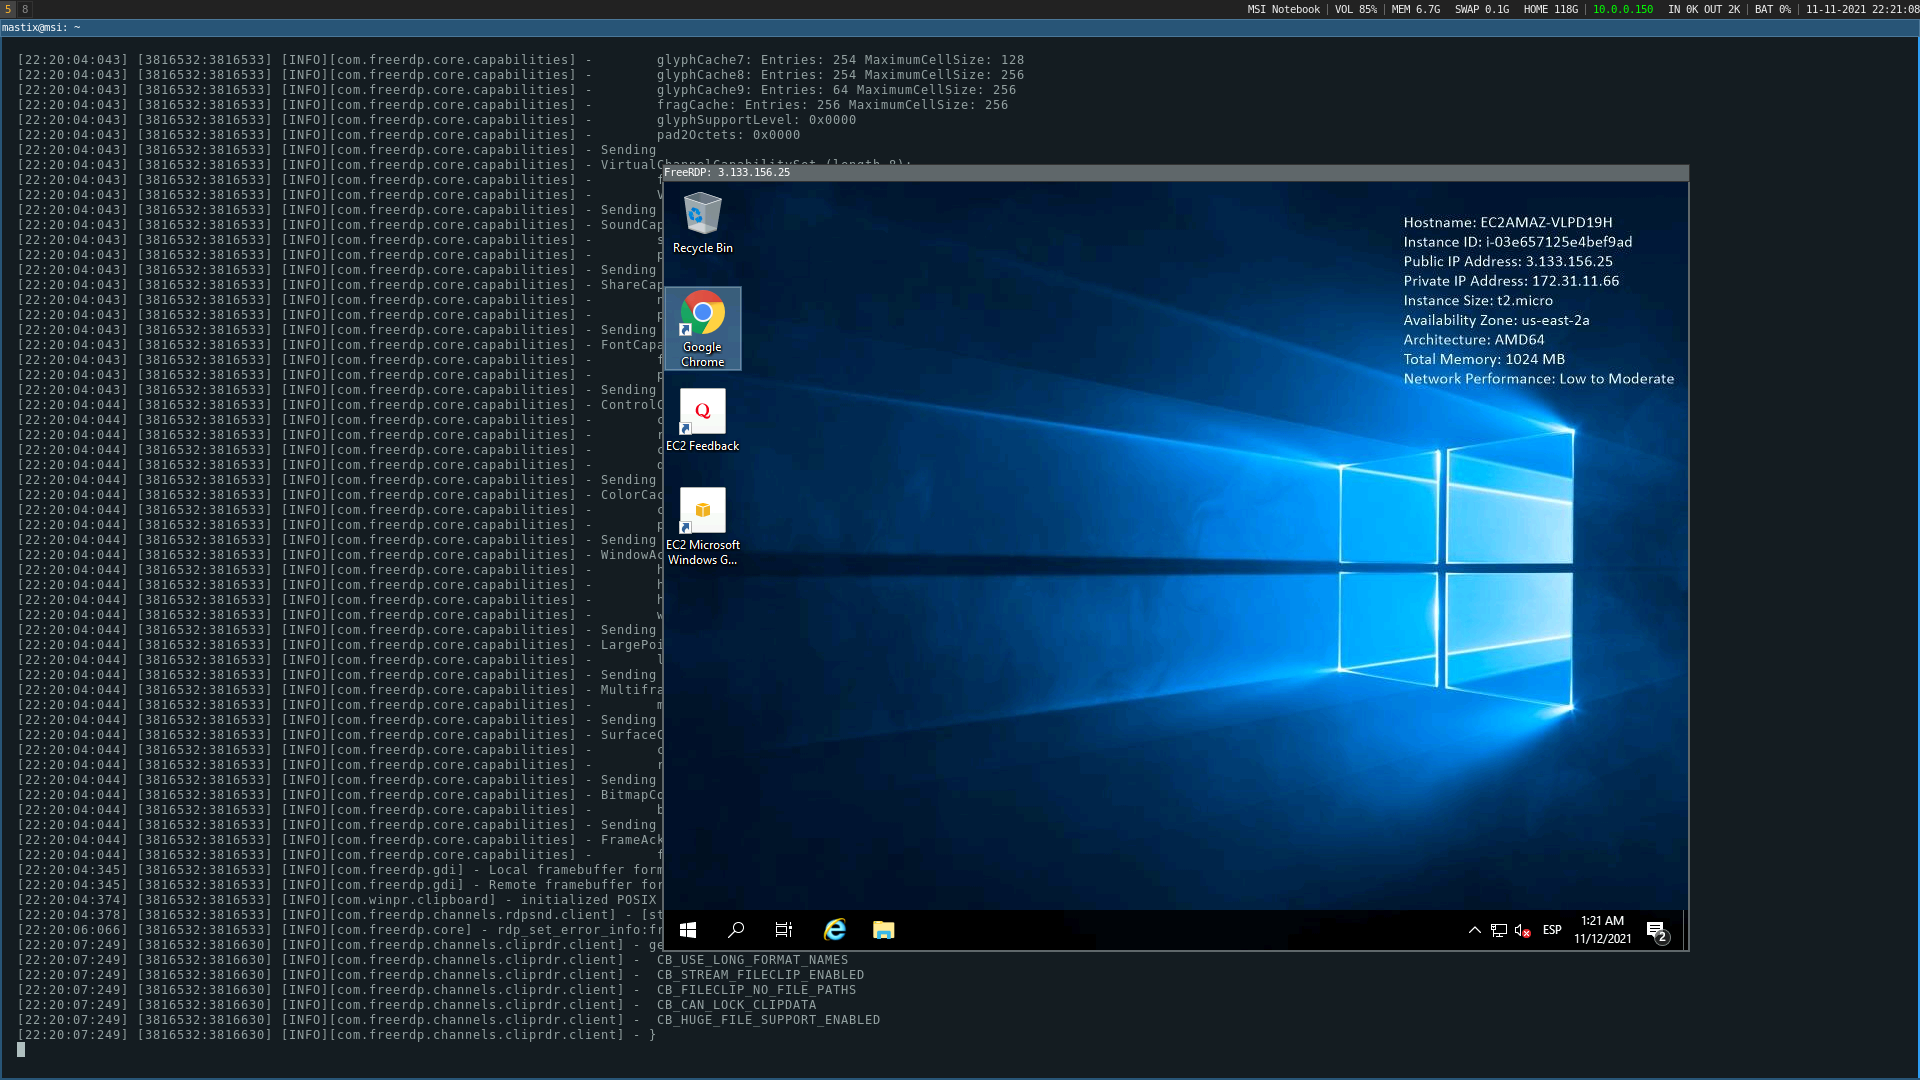 5 8 MSI Notebook VOL 85% MEM 6.7G SWAP 0.1G HOME 118G 10.0.0.150 IN 0K OUT 2K BAT 0% 11-11-2021 22:21:08
mastix@msi: ~
[22:20:04:043] [3816532:3816533] [INFO][com.freerdp.core.capabilities] - glyphCache7: Entries: 254 MaximumCellSize: 128
[22:20:04:043] [3816532:3816533] [INFO][com.freerdp.core.capabilities] - glyphCache8: Entries: 254 MaximumCellSize: 256
[22:20:04:043] [3816532:3816533] [INFO][com.freerdp.core.capabilities] - glyphCache9: Entries: 64 MaximumCellSize: 256
[22:20:04:043] [3816532:3816533] [INFO][com.freerdp.core.capabilities] - fragCache: Entries: 256 MaximumCellSize: 256
[22:20:04:043] [3816532:3816533] [INFO][com.freerdp.core.capabilities] - glyphSupportLevel: 0x0000
[22:20:04:043] [3816532:3816533] [INFO][com.freerdp.core.capabilities] - pad2Octets: 0x0000
[22:20:04:043] [3816532:3816533] [INFO][com.freerdp.core.capabilities] - Sending
[22:20:04:043] [3816532:3816533] [INFO][com.freerdp.core.capabilities] - VirtualChannelCapabilitySet (length 8):
[22:20:04:043] [3816532:3816533] [INFO][com.freerdp.core.capabilities] - f
[22:20:04:043] [3816532:3816533] [INFO][com.freerdp.core.capabilities] - V
[22:20:04:043] [3816532:3816533] [INFO][com.freerdp.core.capabilities] - Sending
[22:20:04:043] [3816532:3816533] [INFO][com.freerdp.core.capabilities] - SoundCap
[22:20:04:043] [3816532:3816533] [INFO][com.freerdp.core.capabilities] - s
[22:20:04:043] [3816532:3816533] [INFO][com.freerdp.core.capabilities] - p
[22:20:04:043] [3816532:3816533] [INFO][com.freerdp.core.capabilities] - Sending
[22:20:04:043] [3816532:3816533] [INFO][com.freerdp.core.capabilities] - ShareCap
[22:20:04:043] [3816532:3816533] [INFO][com.freerdp.core.capabilities] - n
[22:20:04:043] [3816532:3816533] [INFO][com.freerdp.core.capabilities] - p
[22:20:04:043] [3816532:3816533] [INFO][com.freerdp.core.capabilities] - Sending
[22:20:04:043] [3816532:3816533] [INFO][com.freerdp.core.capabilities] - FontCapa
[22:20:04:043] [3816532:3816533] [INFO][com.freerdp.core.capabilities] - f
[22:20:04:043] [3816532:3816533] [INFO][com.freerdp.core.capabilities] - p
[22:20:04:043] [3816532:3816533] [INFO][com.freerdp.core.capabilities] - Sending
[22:20:04:044] [3816532:3816533] [INFO][com.freerdp.core.capabilities] - ControlC
[22:20:04:044] [3816532:3816533] [INFO][com.freerdp.core.capabilities] - c
[22:20:04:044] [3816532:3816533] [INFO][com.freerdp.core.capabilities] - r
[22:20:04:044] [3816532:3816533] [INFO][com.freerdp.core.capabilities] - c
[22:20:04:044] [3816532:3816533] [INFO][com.freerdp.core.capabilities] - d
[22:20:04:044] [3816532:3816533] [INFO][com.freerdp.core.capabilities] - Sending
[22:20:04:044] [3816532:3816533] [INFO][com.freerdp.core.capabilities] - ColorCac
[22:20:04:044] [3816532:3816533] [INFO][com.freerdp.core.capabilities] - c
[22:20:04:044] [3816532:3816533] [INFO][com.freerdp.core.capabilities] - p
[22:20:04:044] [3816532:3816533] [INFO][com.freerdp.core.capabilities] - Sending
[22:20:04:044] [3816532:3816533] [INFO][com.freerdp.core.capabilities] - WindowAc
[22:20:04:044] [3816532:3816533] [INFO][com.freerdp.core.capabilities] - h
[22:20:04:044] [3816532:3816533] [INFO][com.freerdp.core.capabilities] - h
[22:20:04:044] [3816532:3816533] [INFO][com.freerdp.core.capabilities] - h
[22:20:04:044] [3816532:3816533] [INFO][com.freerdp.core.capabilities] - w
[22:20:04:044] [3816532:3816533] [INFO][com.freerdp.core.capabilities] - Sending
[22:20:04:044] [3816532:3816533] [INFO][com.freerdp.core.capabilities] - LargePoi
[22:20:04:044] [3816532:3816533] [INFO][com.freerdp.core.capabilities] - l
[22:20:04:044] [3816532:3816533] [INFO][com.freerdp.core.capabilities] - Sending
[22:20:04:044] [3816532:3816533] [INFO][com.freerdp.core.capabilities] - Multifra
[22:20:04:044] [3816532:3816533] [INFO][com.freerdp.core.capabilities] - m
[22:20:04:044] [3816532:3816533] [INFO][com.freerdp.core.capabilities] - Sending
[22:20:04:044] [3816532:3816533] [INFO][com.freerdp.core.capabilities] - SurfaceC
[22:20:04:044] [3816532:3816533] [INFO][com.freerdp.core.capabilities] - c
[22:20:04:044] [3816532:3816533] [INFO][com.freerdp.core.capabilities] - r
[22:20:04:044] [3816532:3816533] [INFO][com.freerdp.core.capabilities] - Sending
[22:20:04:044] [3816532:3816533] [INFO][com.freerdp.core.capabilities] - BitmapCo
[22:20:04:044] [3816532:3816533] [INFO][com.freerdp.core.capabilities] - b
[22:20:04:044] [3816532:3816533] [INFO][com.freerdp.core.capabilities] - Sending
[22:20:04:044] [3816532:3816533] [INFO][com.freerdp.core.capabilities] - FrameAck
[22:20:04:044] [3816532:3816533] [INFO][com.freerdp.core.capabilities] - f
[22:20:04:345] [3816532:3816533] [INFO][com.freerdp.gdi] - Local framebuffer form
[22:20:04:345] [3816532:3816533] [INFO][com.freerdp.gdi] - Remote framebuffer for
[22:20:04:374] [3816532:3816533] [INFO][com.winpr.clipboard] - initialized POSIX
[22:20:04:378] [3816532:3816533] [INFO][com.freerdp.channels.rdpsnd.client] - [st
[22:20:06:066] [3816532:3816533] [INFO][com.freerdp.core] - rdp_set_error_info:fr
[22:20:07:249] [3816532:3816630] [INFO][com.freerdp.channels.cliprdr.client] - ge
[22:20:07:249] [3816532:3816630] [INFO][com.freerdp.channels.cliprdr.client] - CB_USE_LONG_FORMAT_NAMES
[22:20:07:249] [3816532:3816630] [INFO][com.freerdp.channels.cliprdr.client] - CB_STREAM_FILECLIP_ENABLED
[22:20:07:249] [3816532:3816630] [INFO][com.freerdp.channels.cliprdr.client] - CB_FILECLIP_NO_FILE_PATHS
[22:20:07:249] [3816532:3816630] [INFO][com.freerdp.channels.cliprdr.client] - CB_CAN_LOCK_CLIPDATA
[22:20:07:249] [3816532:3816630] [INFO][com.freerdp.channels.cliprdr.client] - CB_HUGE_FILE_SUPPORT_ENABLED
[22:20:07:249] [3816532:3816630] [INFO][com.freerdp.channels.cliprdr.client] - }
FreeRDP: 3.133.156.25
Recycle Bin
Google
Chrome
Q
EC2 Feedback
EC2 Microsoft
Windows G...
Hostname: EC2AMAZ-VLPD19H
Instance ID: i-03e657125e4bef9ad
Public IP Address: 3.133.156.25
Private IP Address: 172.31.11.66
Instance Size: t2.micro
Availability Zone: us-east-2a
Architecture: AMD64
Total Memory: 1024 MB
Network Performance: Low to Moderate
ESP
1:21 AM
11/12/2021
2